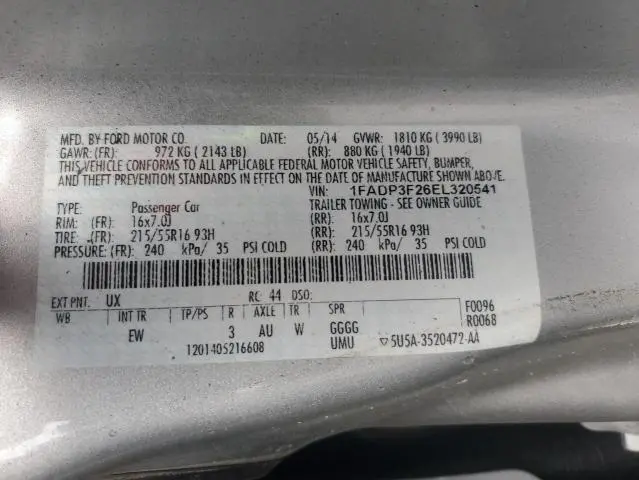 MFD. BY FORD MOTOR CO. DATE: 05/14 GVWR: 1810 KG ( 3990 LB)
GAWR: (FR): 972 KG ( 2143 LB) (RR): 880 KG ( 1940 LB)
THIS VEHICLE CONFORMS TO ALL APPLICABLE FEDERAL MOTOR VEHICLE SAFETY, BUMPER,
AND THEFT PREVENTION STANDARDS IN EFFECT ON THE DATE OF MANUFACTURE SHOWN ABOVE.
VIN: 1FADP3F26EL320541
TYPE: Passenger Car TRAILER TOWING - SEE OWNER GUIDE
RIM: (FR): 16x7.0J (RR): 16x7.0J
TIRE: (FR): 215/55R16 93H (RR): 215/55R16 93H
PRESSURE: (FR): 240 kPa/ 35 PSI COLD (RR): 240 kPa/ 35 PSI COLD
EXT PNT: UX RC: 44 DSO:
WB INT TR TP/PS R AXLE TR SPR F0096
EW 3 AU W GGGG R0068
1201405216608 UMU ▽5U5A-3520472-AA